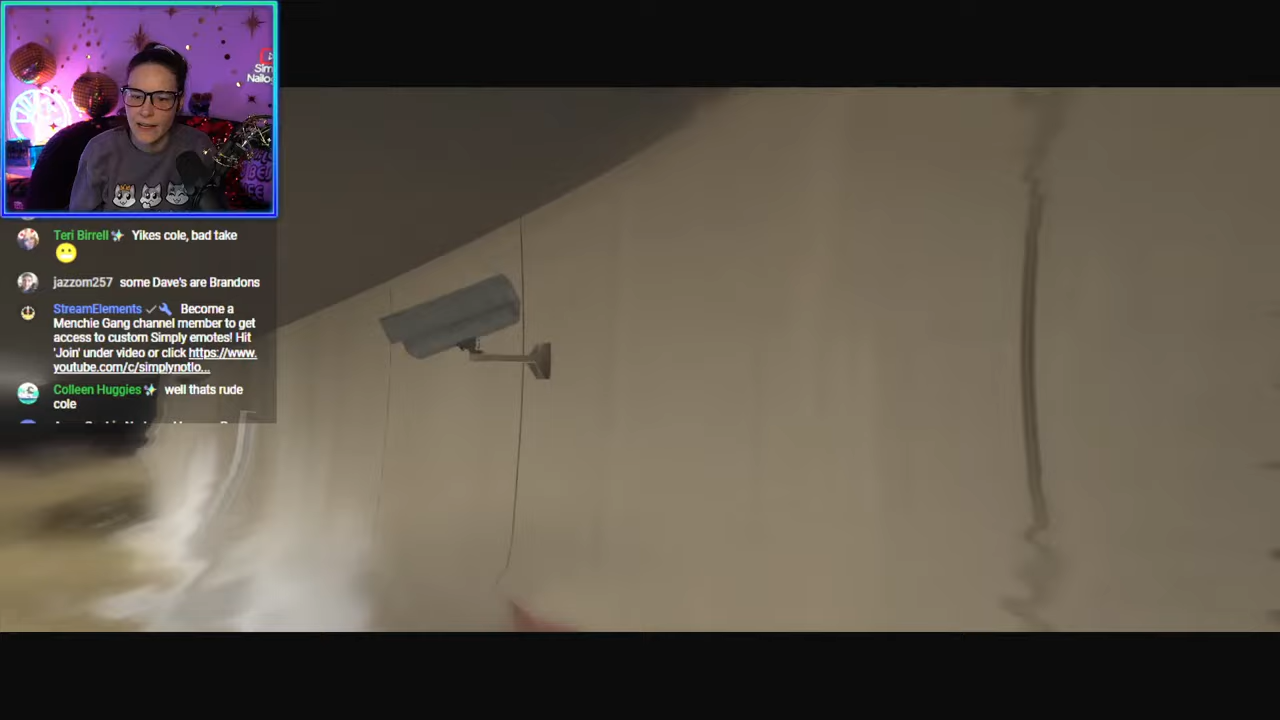 Teri Birrell Yikes cole, bad take
jazzom257 some Dave's are Brandons
StreamElements Become a
Menchie Gang channel member to get
access to custom Simply emotes! Hit
'Join' under video or click https://www.
youtube.com/c/simplynotlo...
Colleen Huggies well thats rude
cole